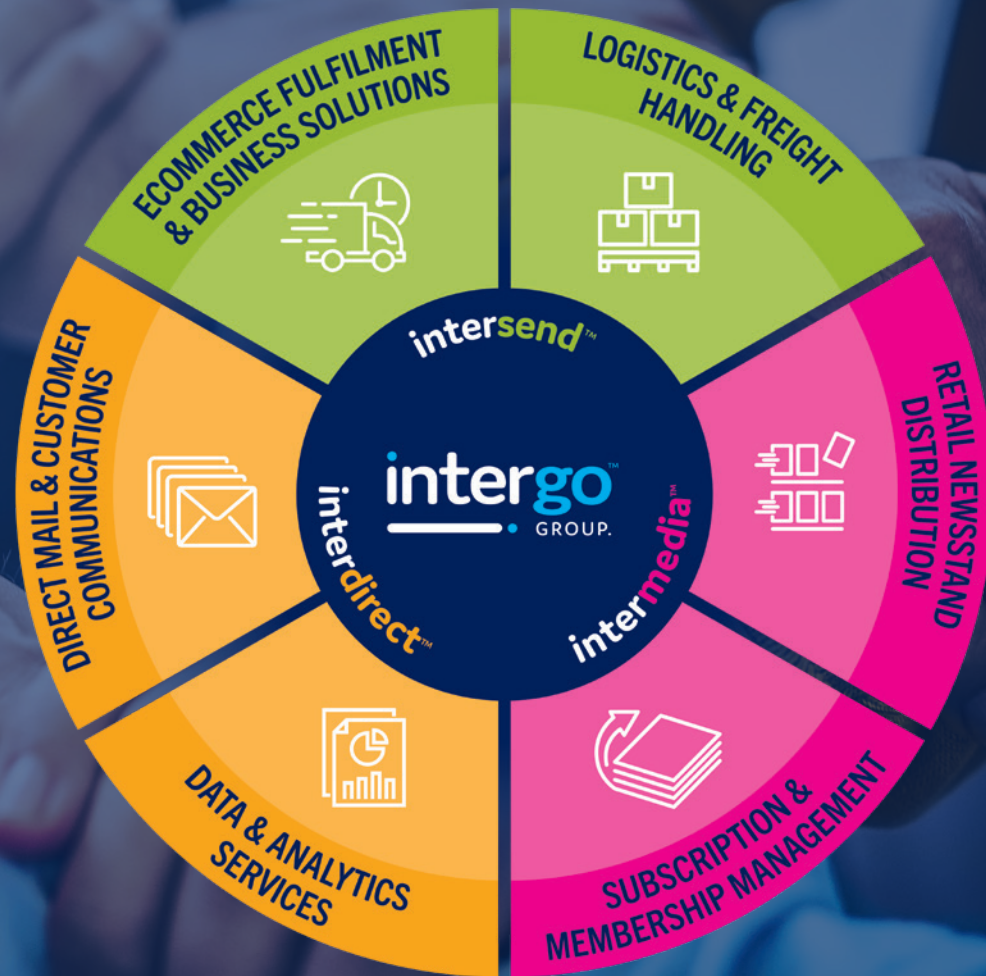 ECOMMERCE FULFILMENT
& BUSINESS SOLUTIONS
LOGISTICS & FREIGHT
HANDLING
RETAIL NEWSSTAND
DISTRIBUTION
SUBSCRIPTION &
MEMBERSHIP MANAGEMENT
DATA & ANALYTICS
SERVICES
DIRECT MAIL & CUSTOMER
COMMUNICATIONS
intersend™
intergo™
GROUP.
intermedia™
interdirect™